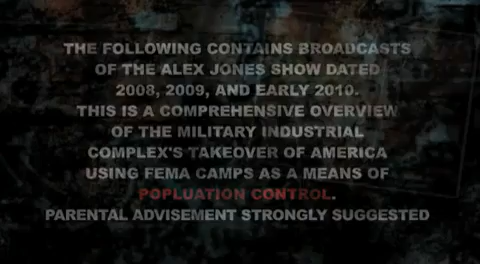 THE FOLLOWING CONTAINS BROADCASTS
OF THE ALEX JONES SHOW DATED
2008, 2009, AND EARLY 2010.
THIS IS A COMPREHENSIVE OVERVIEW
OF THE MILITARY INDUSTRIAL
COMPLEX'S TAKEOVER OF AMERICA
USING FEMA CAMPS AS A MEANS OF
POPLUATION CONTROL.
PARENTAL ADVISEMENT STRONGLY SUGGESTED